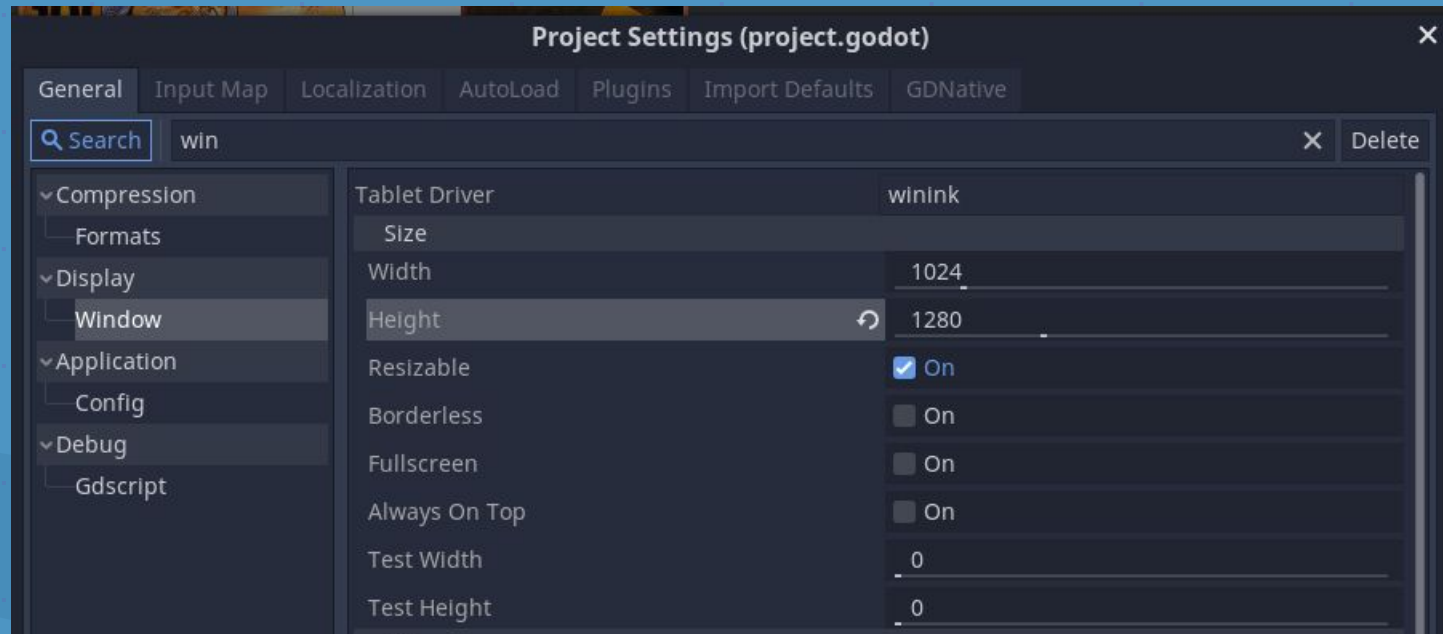 Project Settings (project.godot)
General Input Map Localization AutoLoad Plugins Import Defaults GDNative
Search win Delete
Compression
Formats
Display
Window
Application
Config
Debug
Gdscript
Tablet Driver winink
Size
Width 1024
Height 1280
Resizable On
Borderless On
Fullscreen On
Always On Top On
Test Width 0
Test Height 0